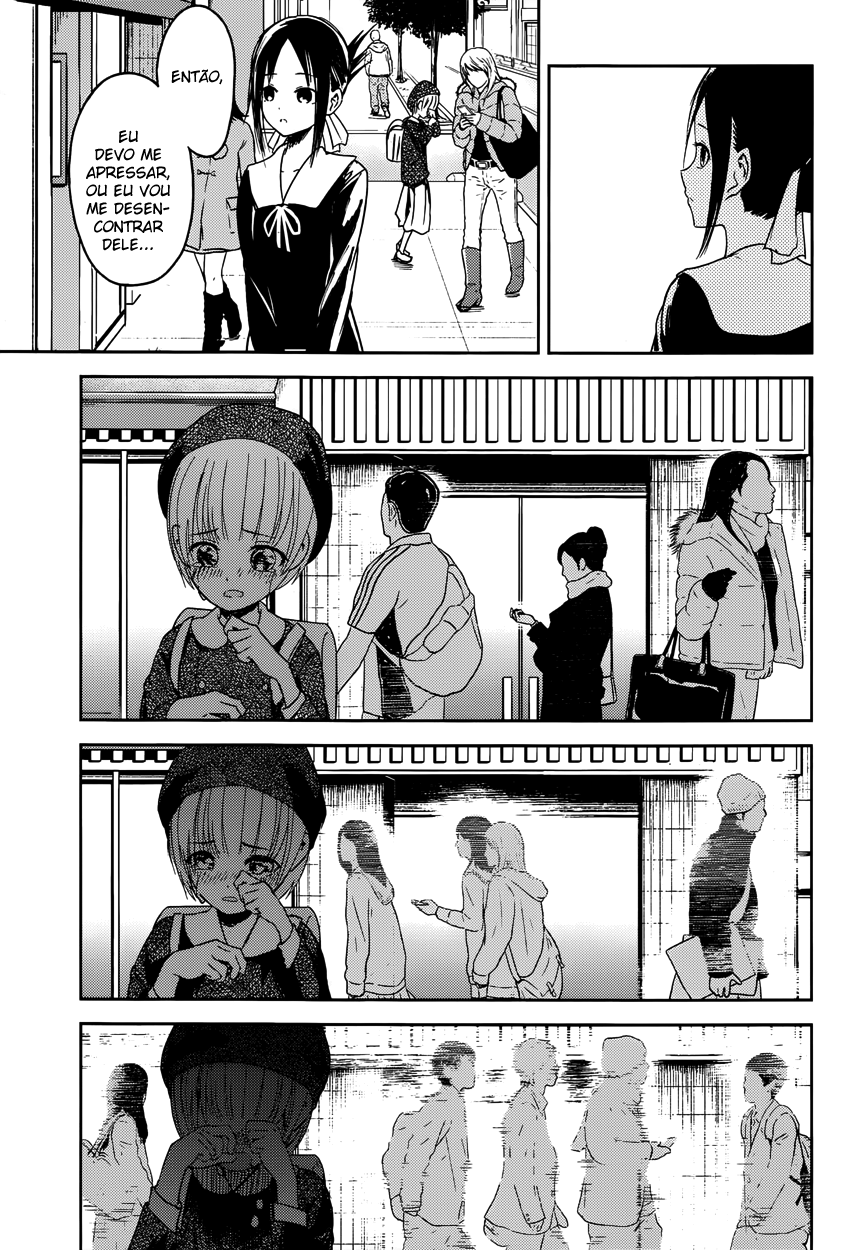 ENTÃO,
EU
DEVO ME
APRESSAR,
OU EU VOU
ME DESEN-
CONTRAR
DELE...